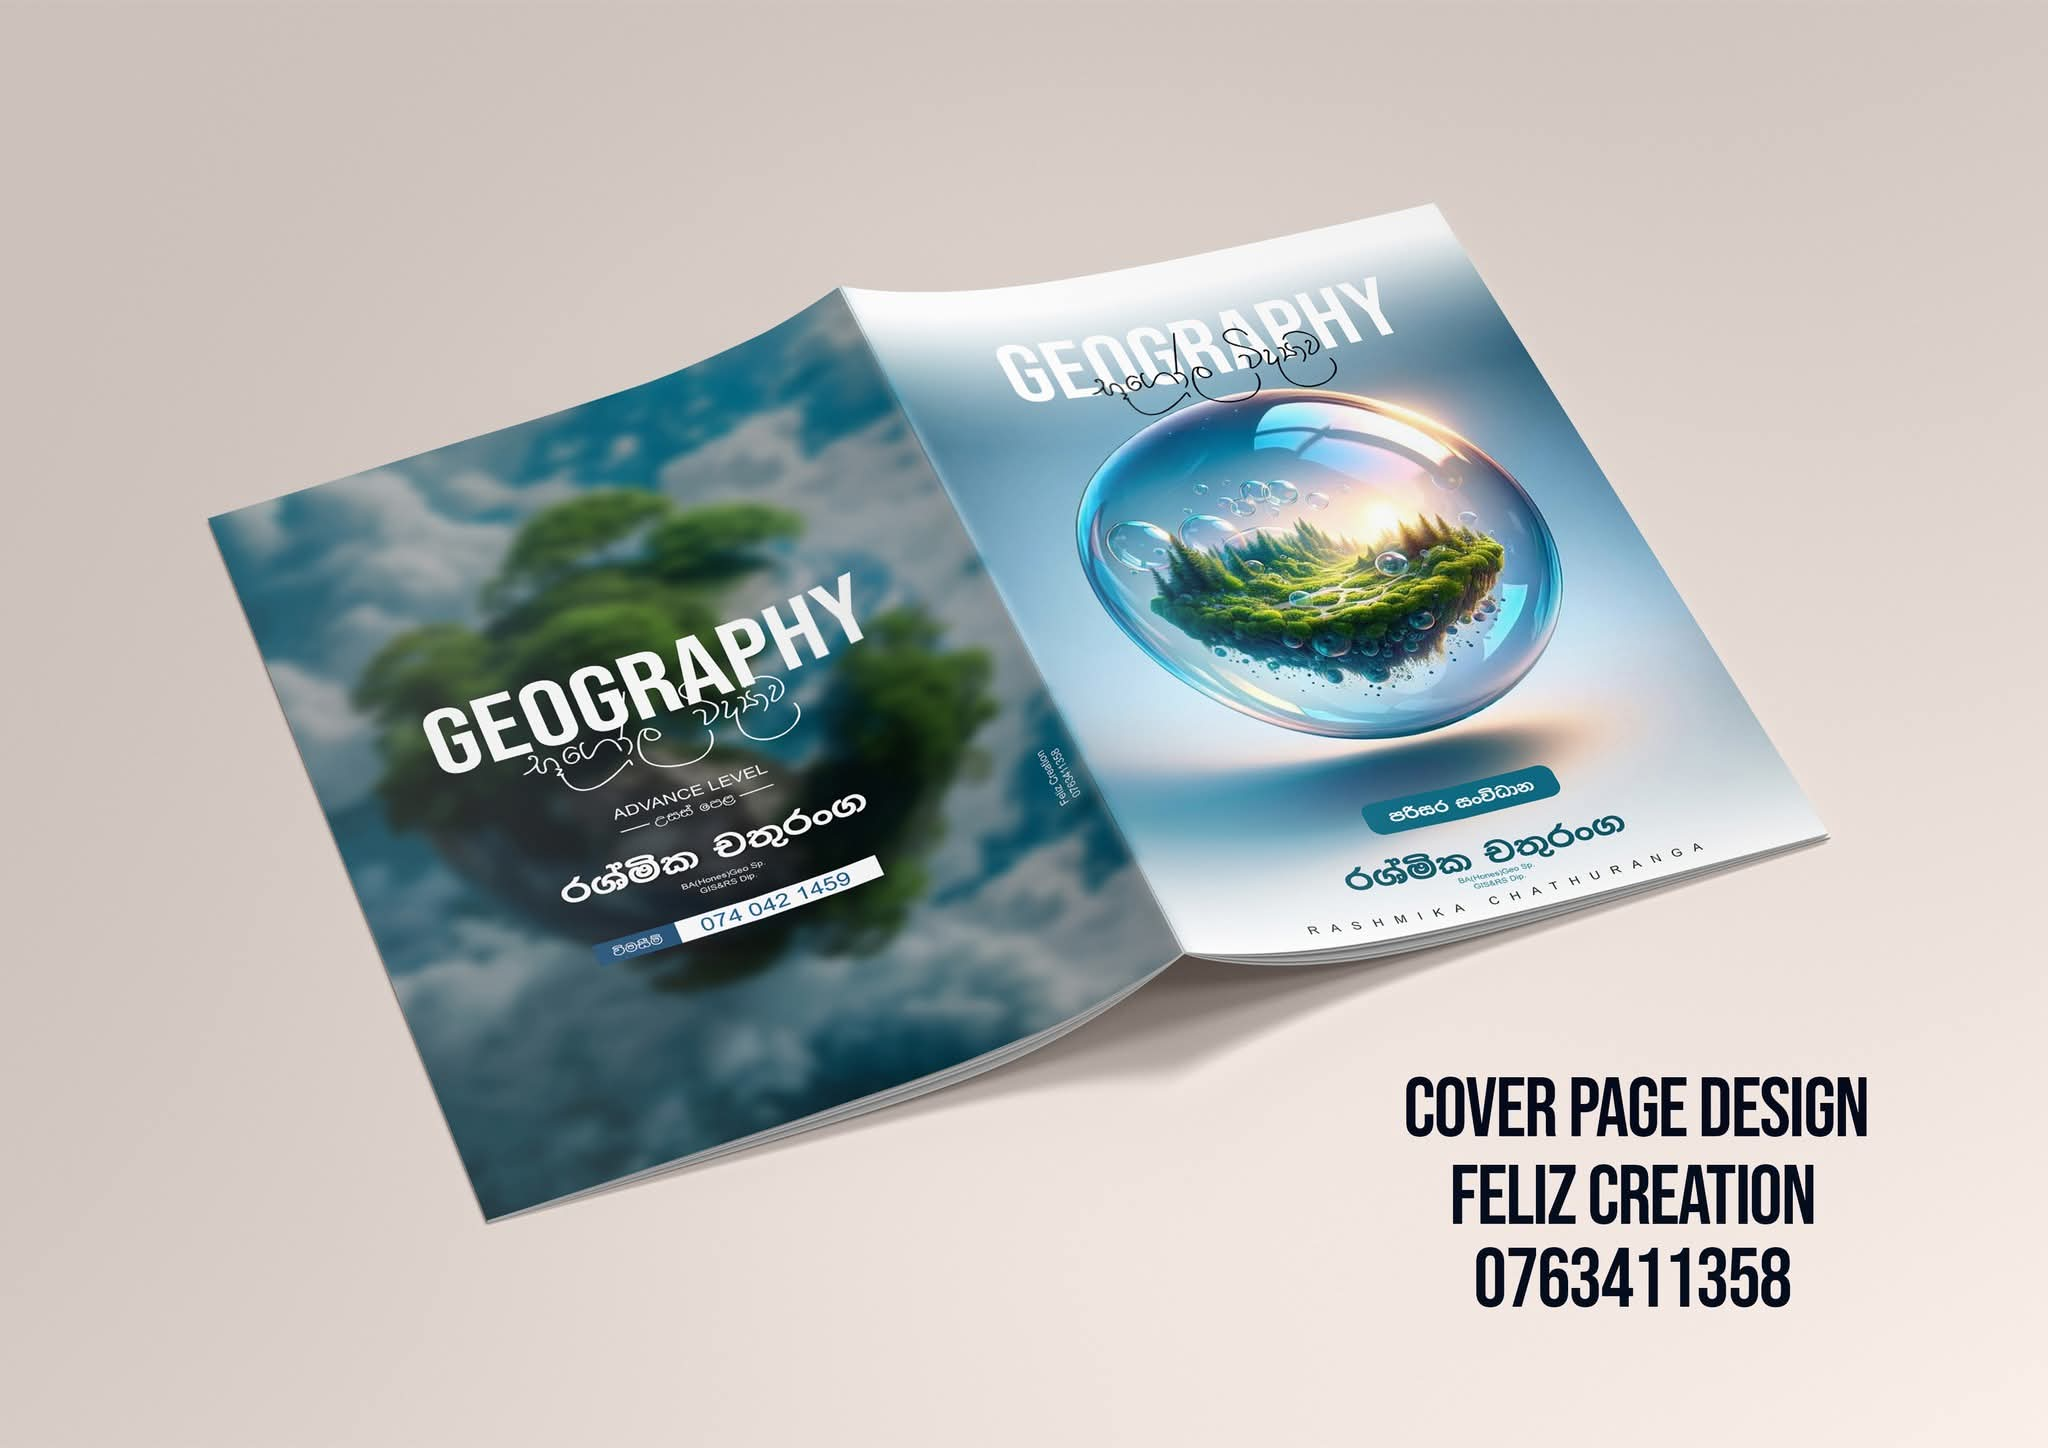 GEOGRAPHY
භූගෝල විද්‍යාව
ADVANCE LEVEL
උසස් පෙළ
රශ්මික චතුරංග
BA(Hones)Geo Sp.
GIS&RS Dip.
විමසීම් 074 042 1459
Feliz Creation
0763411358
GEOGRAPHY
භූගෝල විද්‍යාව
පරිසර සංවිධාන
රශ්මික චතුරංග
BA(Hones)Geo Sp.
GIS&RS Dip.
RASHMIKA CHATHURANGA
COVER PAGE DESIGN
FELIZ CREATION
0763411358